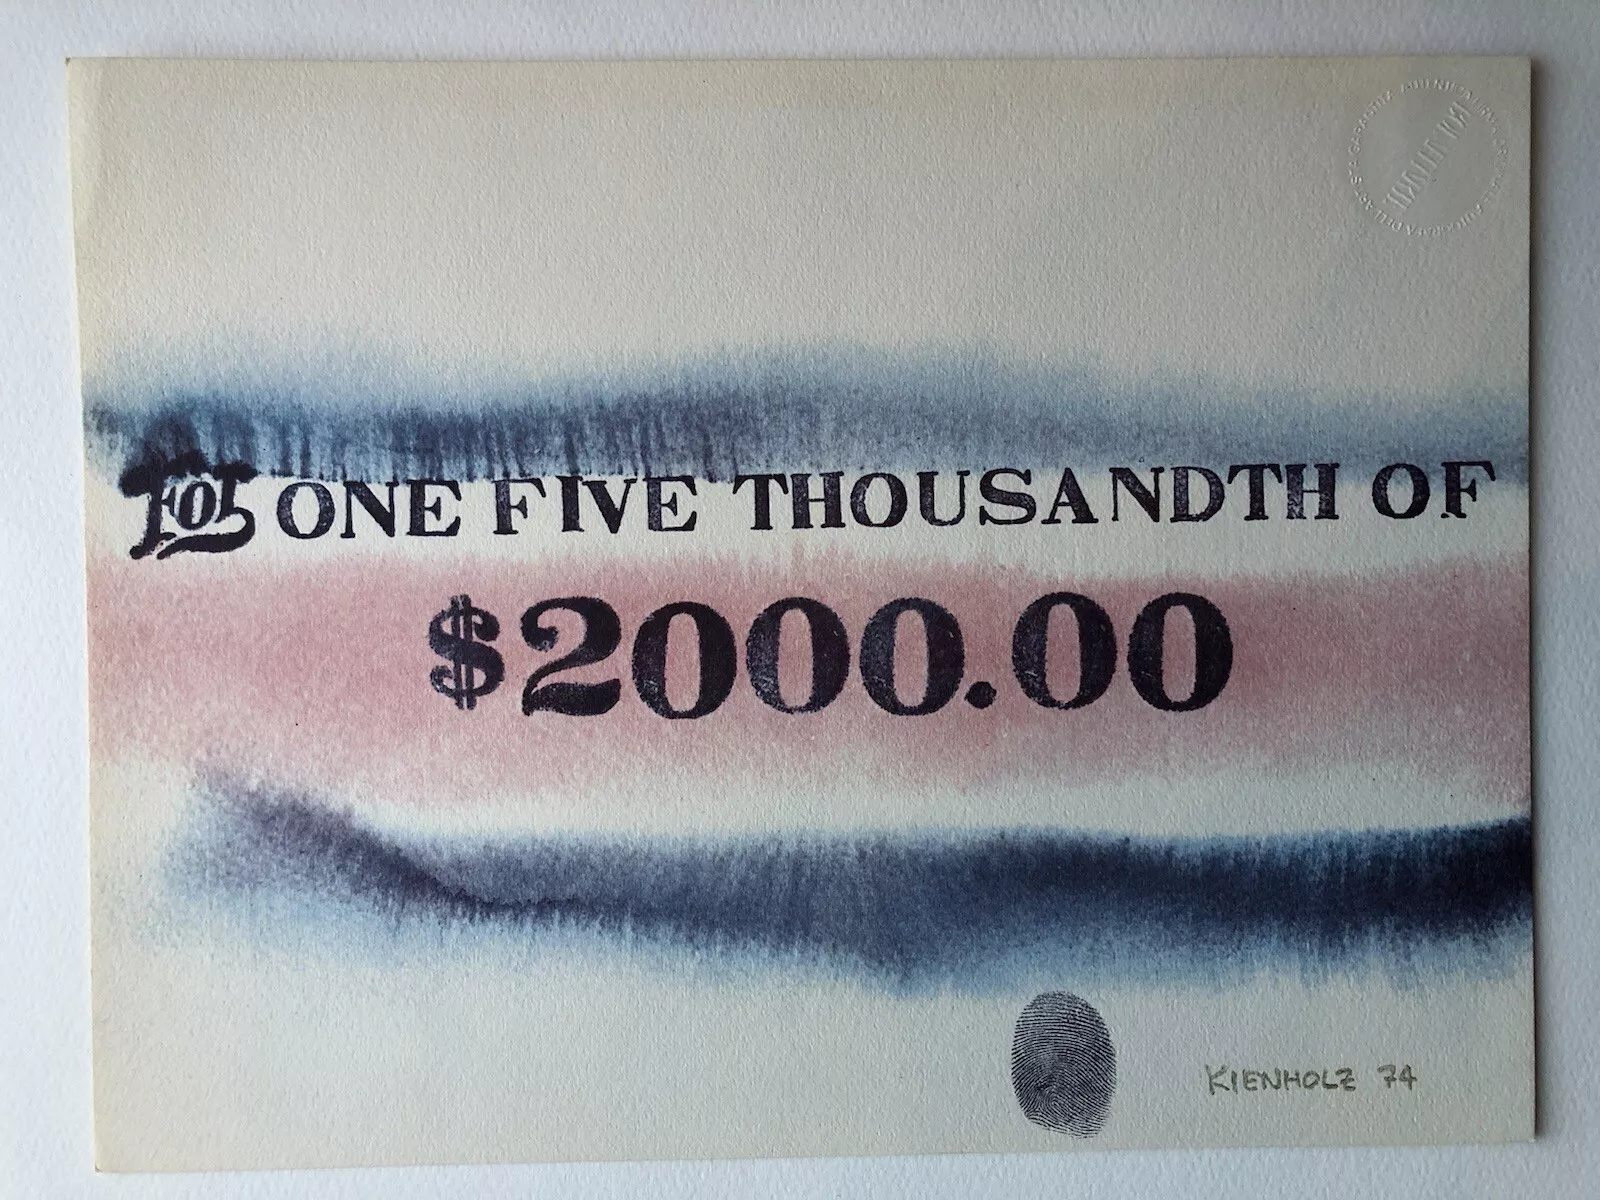 For ONE FIVE THOUSANDTH OF
$2000.00
KIENHOLZ 74